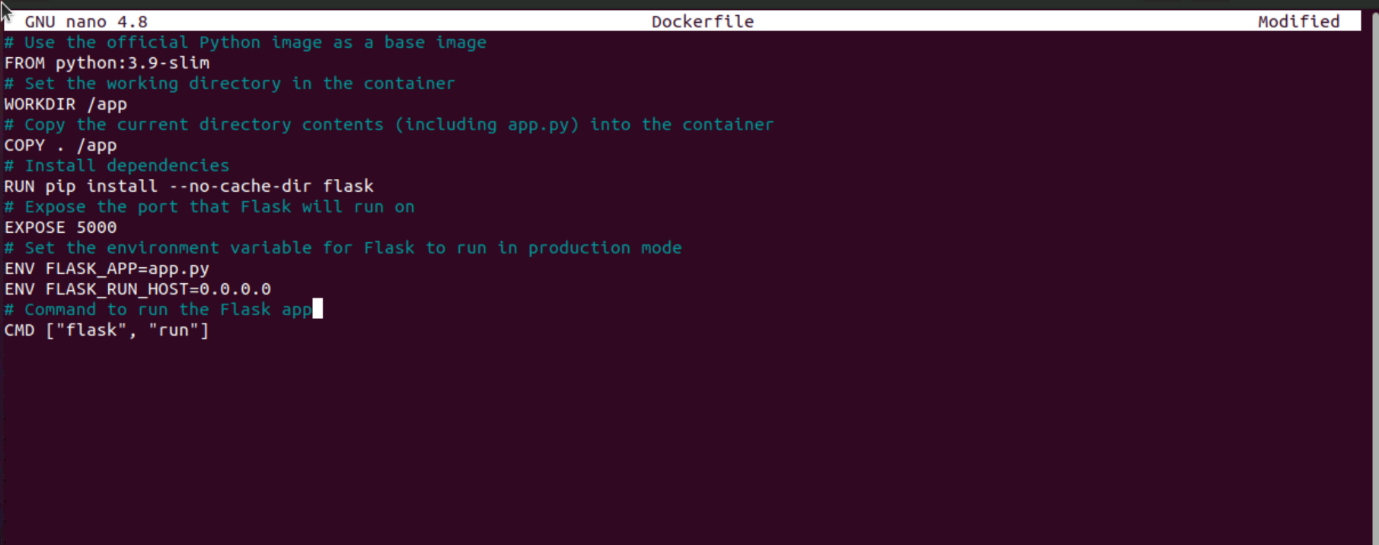 GNU nano 4.8 Dockerfile Modified
# Use the official Python image as a base image
FROM python:3.9-slim
# Set the working directory in the container
WORKDIR /app
# Copy the current directory contents (including app.py) into the container
COPY . /app
# Install dependencies
RUN pip install --no-cache-dir flask
# Expose the port that Flask will run on
EXPOSE 5000
# Set the environment variable for Flask to run in production mode
ENV FLASK_APP=app.py
ENV FLASK_RUN_HOST=0.0.0.0
# Command to run the Flask app
CMD ["flask", "run"]